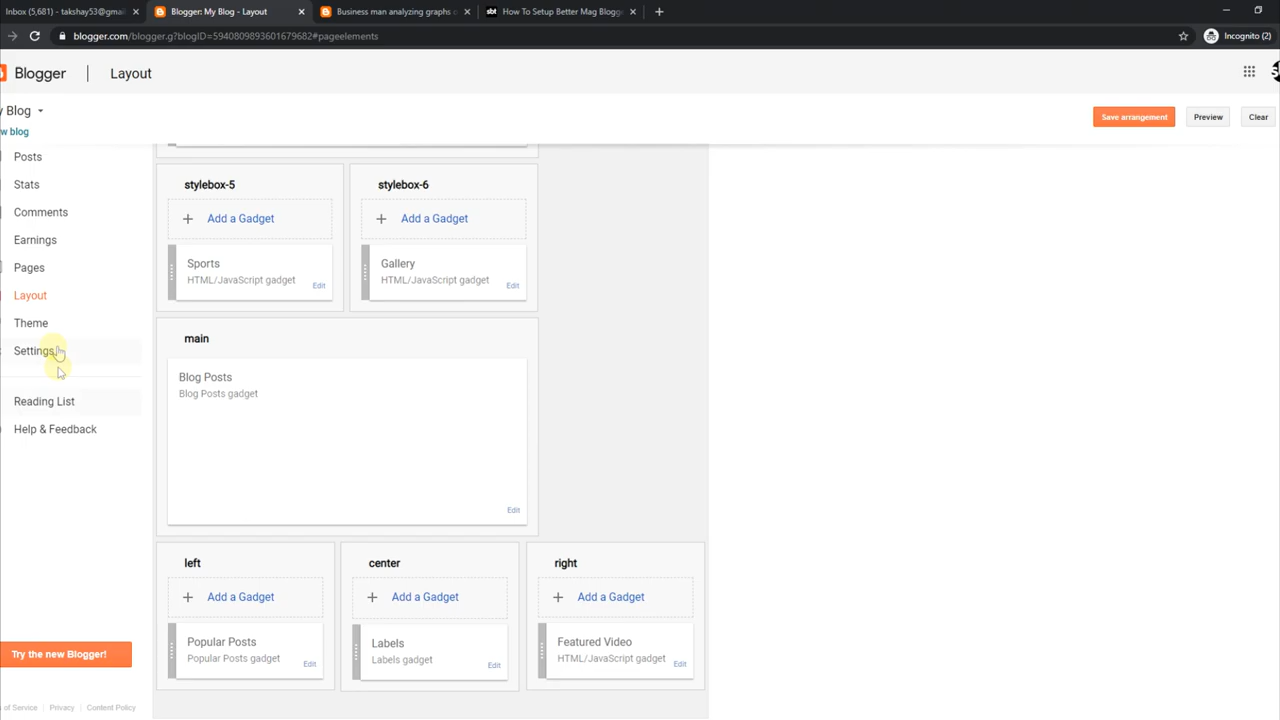 Inbox (5,681) - takshay53@gmail
Blogger: My Blog - Layout
Business man analyzing graphs o
sbt
How To Setup Better Mag Blogge
blogger.com/blogger.g?blogID=5940809893601679682#pageelements
Incognito (2)
Blogger
Layout
y Blog
w blog
Save arrangement
Preview
Clear
Posts
Stats
Comments
Earnings
Pages
Layout
Theme
Settings
Reading List
Help & Feedback
Try the new Blogger!
s of Service
Privacy
Content Policy
stylebox-5
Add a Gadget
Sports
HTML/JavaScript gadget
Edit
stylebox-6
Add a Gadget
Gallery
HTML/JavaScript gadget
Edit
main
Blog Posts
Blog Posts gadget
Edit
left
Add a Gadget
Popular Posts
Popular Posts gadget
Edit
center
Add a Gadget
Labels
Labels gadget
Edit
right
Add a Gadget
Featured Video
HTML/JavaScript gadget
Edit